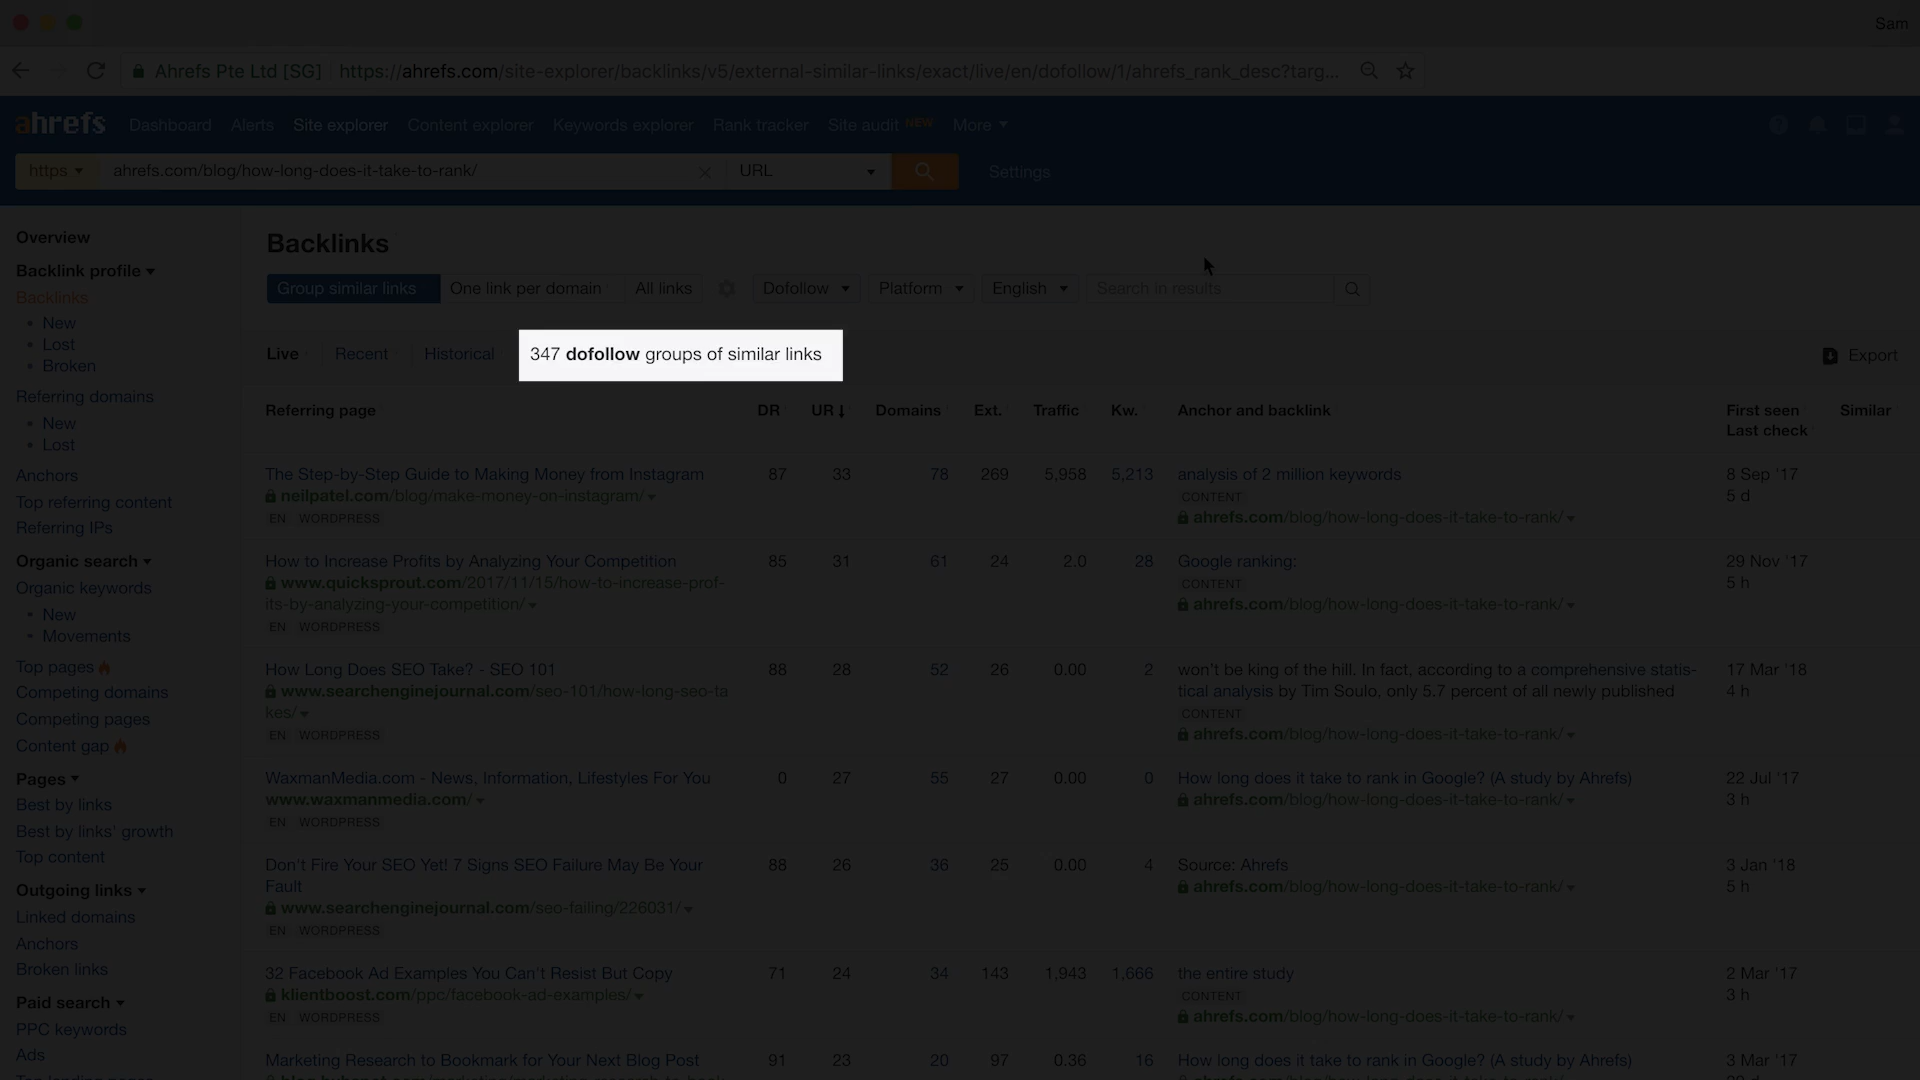 Sam
Ahrefs Pte Ltd [SG] https://ahrefs.com/site-explorer/backlinks/v5/external-similar-links/exact/live/en/dofollow/1/ahrefs_rank_desc?targ...
ahrefs Dashboard Alerts Site explorer Content explorer Keywords explorer Rank tracker Site audit NEW More
https ahrefs.com/blog/how-long-does-it-take-to-rank/ URL Settings
Overview
Backlink profile
Backlinks
New
Lost
Broken
Referring domains
New
Lost
Anchors
Top referring content
Referring IPs
Organic search
Organic keywords
New
Movements
Top pages
Competing domains
Competing pages
Content gap
Pages
Best by links
Best by links' growth
Top content
Outgoing links
Linked domains
Anchors
Broken links
Paid search
PPC keywords
Ads
Backlinks
Group similar links One link per domain All links Dofollow Platform English Search in results
Live Recent Historical 347 dofollow groups of similar links Export
Referring page DR UR Domains Ext. Traffic Kw. Anchor and backlink First seen Similar
Last check
The Step-by-Step Guide to Making Money from Instagram 87 33 78 269 5,958 5,213 analysis of 2 million keywords 8 Sep '17
neilpatel.com/blog/make-money-on-instagram/ CONTENT 5 d
EN WORDPRESS ahrefs.com/blog/how-long-does-it-take-to-rank/
How to Increase Profits by Analyzing Your Competition 85 31 61 24 2.0 28 Google ranking: 29 Nov '17
www.quicksprout.com/2017/11/15/how-to-increase-prof- CONTENT 5 h
its-by-analyzing-your-competition/ ahrefs.com/blog/how-long-does-it-take-to-rank/
EN WORDPRESS
How Long Does SEO Take? - SEO 101 88 28 52 26 0.00 2 won't be king of the hill. In fact, according to a comprehensive statis- 17 Mar '18
www.searchenginejournal.com/seo-101/how-long-seo-ta tical analysis by Tim Soulo, only 5.7 percent of all newly published 4 h
kes/ CONTENT
EN WORDPRESS ahrefs.com/blog/how-long-does-it-take-to-rank/
WaxmanMedia.com - News, Information, Lifestyles For You 0 27 55 27 0.00 0 How long does it take to rank in Google? (A study by Ahrefs) 22 Jul '17
www.waxmanmedia.com/ ahrefs.com/blog/how-long-does-it-take-to-rank/ 3 h
EN WORDPRESS
Don't Fire Your SEO Yet! 7 Signs SEO Failure May Be Your 88 26 36 25 0.00 4 Source: Ahrefs 3 Jan '18
Fault ahrefs.com/blog/how-long-does-it-take-to-rank/ 5 h
www.searchenginejournal.com/seo-failing/226031/
EN WORDPRESS
32 Facebook Ad Examples You Can't Resist But Copy 71 24 34 143 1,943 1,666 the entire study 2 Mar '17
klientboost.com/ppc/facebook-ad-examples/ CONTENT 3 h
EN WORDPRESS ahrefs.com/blog/how-long-does-it-take-to-rank/
Marketing Research to Bookmark for Your Next Blog Post 91 23 20 97 0.36 16 How long does it take to rank in Google? (A study by Ahrefs) 3 Mar '17